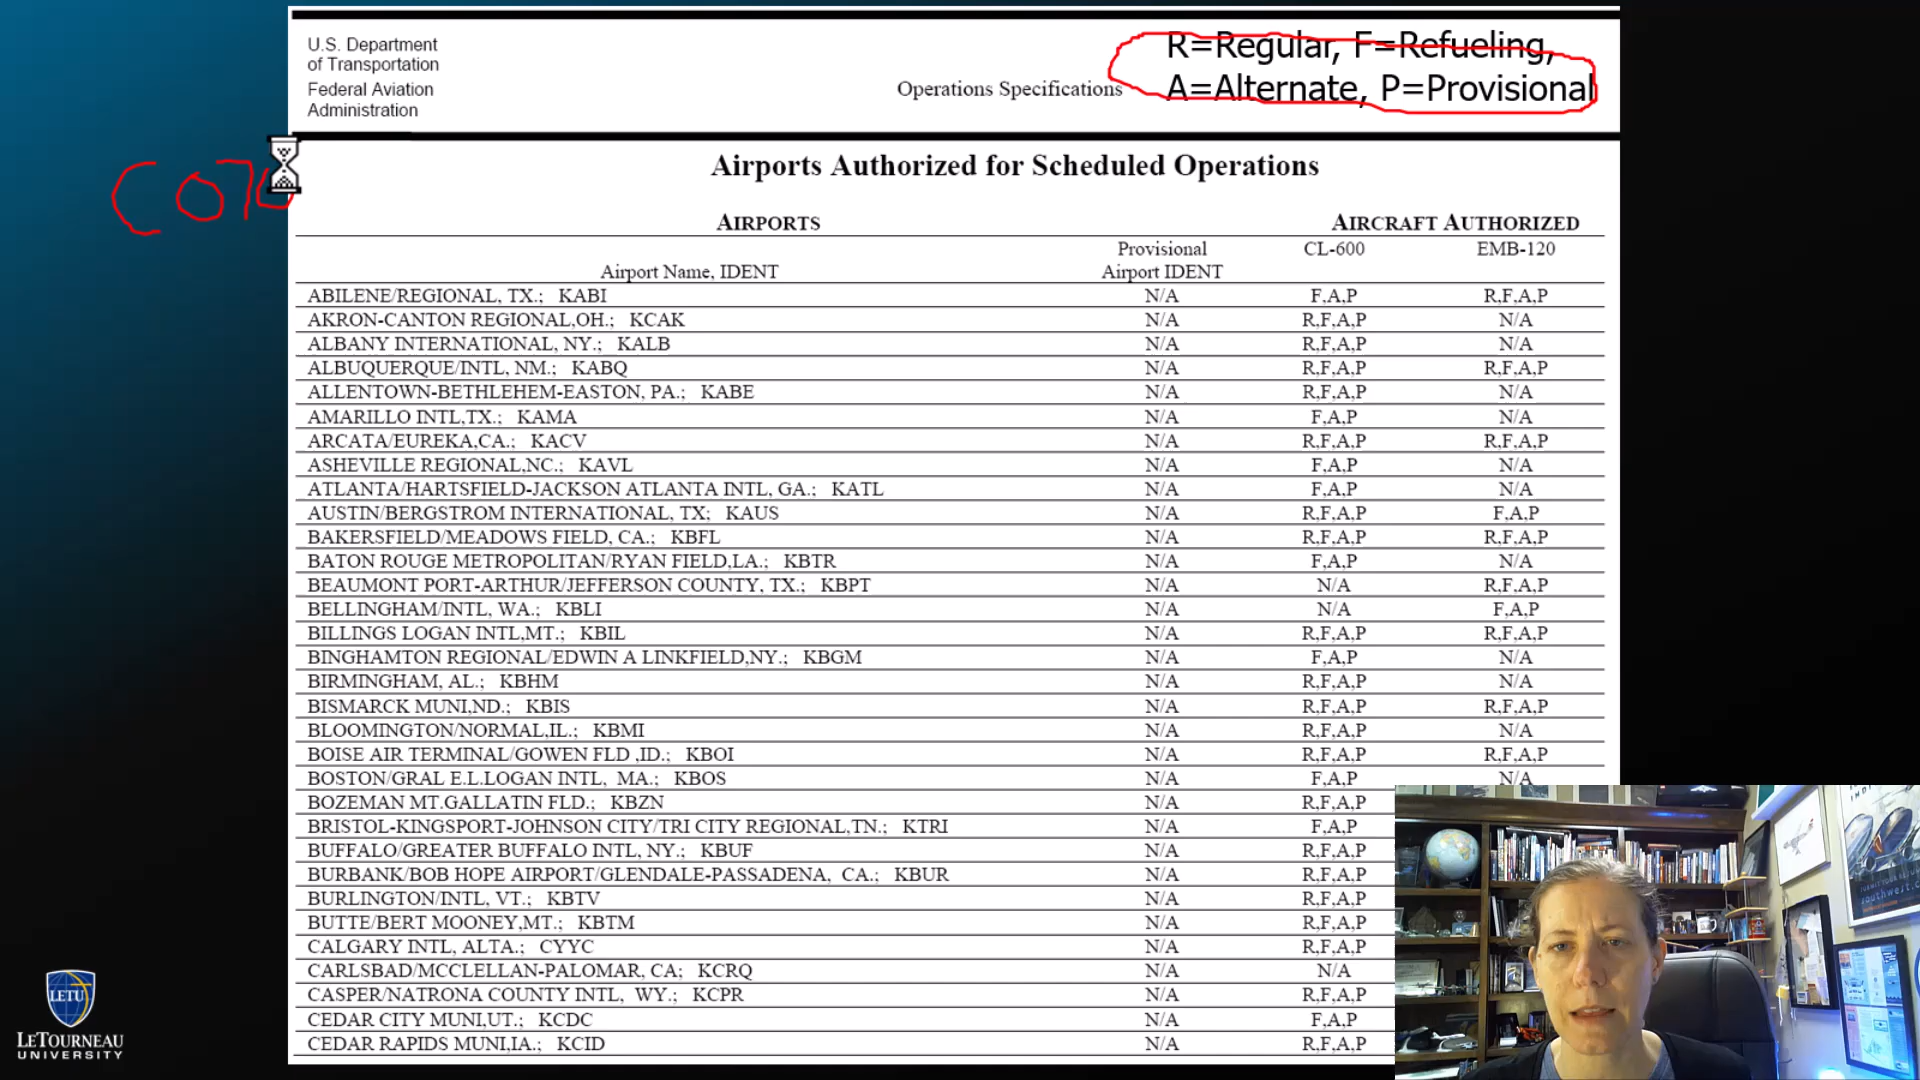 U.S. Department
of Transportation
Federal Aviation
Administration
Operations Specifications
R=Regular, F=Refueling,
A=Alternate, P=Provisional
C070
Airports Authorized for Scheduled Operations
AIRPORTS AIRCRAFT AUTHORIZED
Airport Name, IDENT Provisional Airport IDENT CL-600 EMB-120
ABILENE/REGIONAL, TX.; KABI N/A F,A,P R,F,A,P
AKRON-CANTON REGIONAL,OH.; KCAK N/A R,F,A,P N/A
ALBANY INTERNATIONAL, NY.; KALB N/A R,F,A,P N/A
ALBUQUERQUE/INTL, NM.; KABQ N/A R,F,A,P R,F,A,P
ALLENTOWN-BETHLEHEM-EASTON, PA.; KABE N/A R,F,A,P N/A
AMARILLO INTL,TX.; KAMA N/A F,A,P N/A
ARCATA/EUREKA,CA.; KACV N/A R,F,A,P R,F,A,P
ASHEVILLE REGIONAL,NC.; KAVL N/A F,A,P N/A
ATLANTA/HARTSFIELD-JACKSON ATLANTA INTL, GA.; KATL N/A F,A,P N/A
AUSTIN/BERGSTROM INTERNATIONAL, TX; KAUS N/A R,F,A,P F,A,P
BAKERSFIELD/MEADOWS FIELD, CA.; KBFL N/A R,F,A,P R,F,A,P
BATON ROUGE METROPOLITAN/RYAN FIELD,LA.; KBTR N/A F,A,P N/A
BEAUMONT PORT-ARTHUR/JEFFERSON COUNTY, TX.; KBPT N/A N/A R,F,A,P
BELLINGHAM/INTL, WA.; KBLI N/A N/A F,A,P
BILLINGS LOGAN INTL,MT.; KBIL N/A R,F,A,P R,F,A,P
BINGHAMTON REGIONAL/EDWIN A LINKFIELD,NY.; KBGM N/A F,A,P N/A
BIRMINGHAM, AL.; KBHM N/A R,F,A,P N/A
BISMARCK MUNI,ND.; KBIS N/A R,F,A,P R,F,A,P
BLOOMINGTON/NORMAL,IL.; KBMI N/A R,F,A,P N/A
BOISE AIR TERMINAL/GOWEN FLD ,ID.; KBOI N/A R,F,A,P R,F,A,P
BOSTON/GRAL E.L.LOGAN INTL, MA.; KBOS N/A F,A,P N/A
BOZEMAN MT.GALLATIN FLD.; KBZN N/A R,F,A,P
BRISTOL-KINGSPORT-JOHNSON CITY/TRI CITY REGIONAL,TN.; KTRI N/A F,A,P
BUFFALO/GREATER BUFFALO INTL, NY.; KBUF N/A R,F,A,P
BURBANK/BOB HOPE AIRPORT/GLENDALE-PASSADENA, CA.; KBUR N/A R,F,A,P
BURLINGTON/INTL, VT.; KBTV N/A R,F,A,P
BUTTE/BERT MOONEY,MT.; KBTM N/A R,F,A,P
CALGARY INTL, ALTA.; CYYC N/A R,F,A,P
CARLSBAD/MCCLELLAN-PALOMAR, CA; KCRQ N/A N/A
CASPER/NATRONA COUNTY INTL, WY.; KCPR N/A R,F,A,P
CEDAR CITY MUNI,UT.; KCDC N/A F,A,P
CEDAR RAPIDS MUNI,IA.; KCID N/A R,F,A,P
LETU
LETOURNEAU
UNIVERSITY